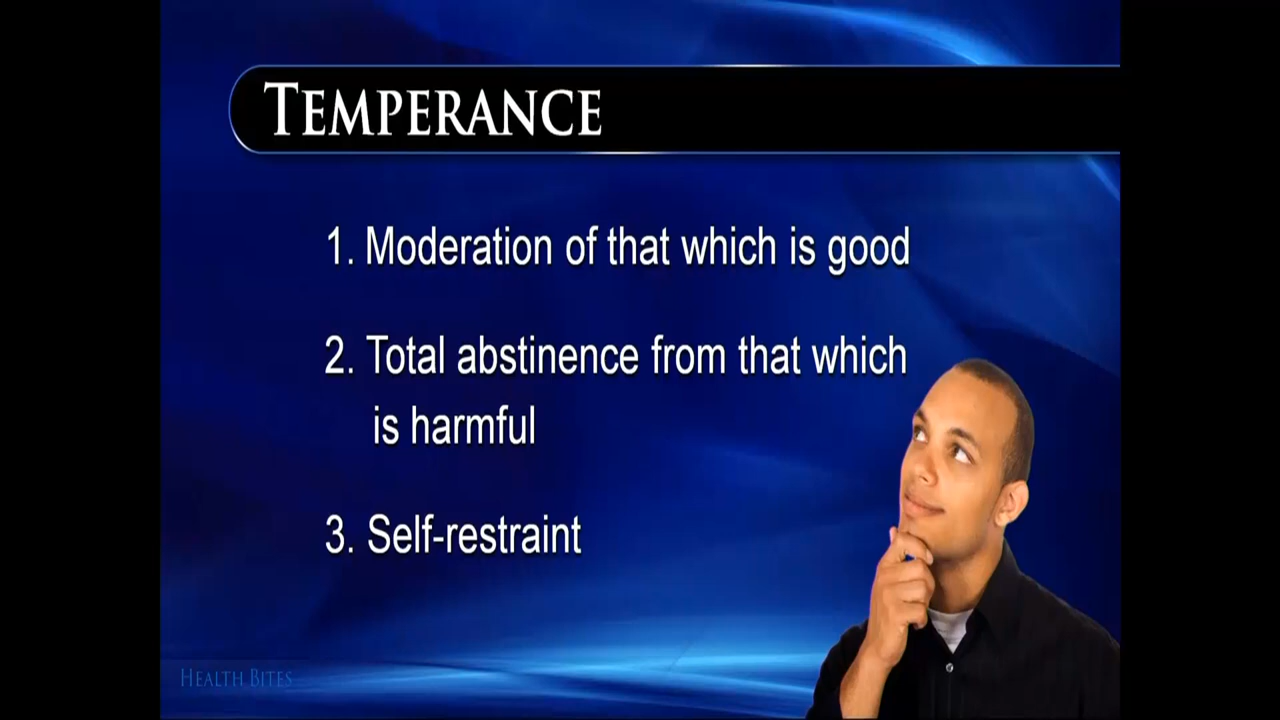 TEMPERANCE
1. Moderation of that which is good
2. Total abstinence from that which
is harmful
3. Self-restraint
HEALTH BITES